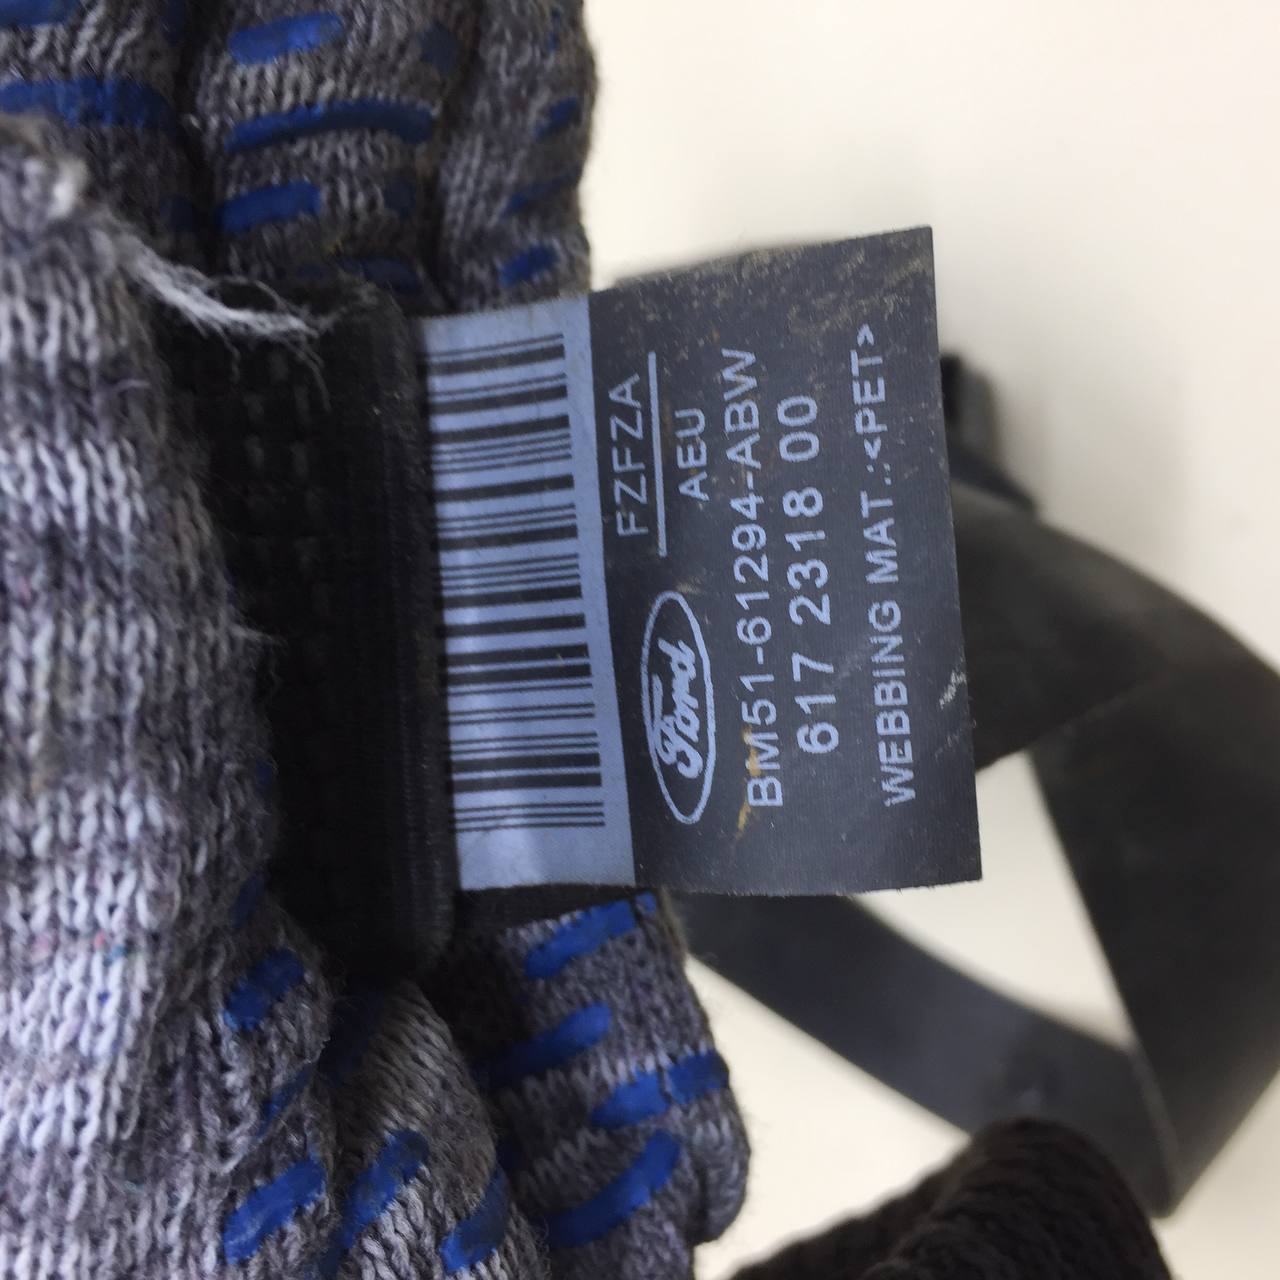 FZFZA
AEU
Ford
BM51-61294-ABW
617 2318 00
WEBBING MAT.:<PET>